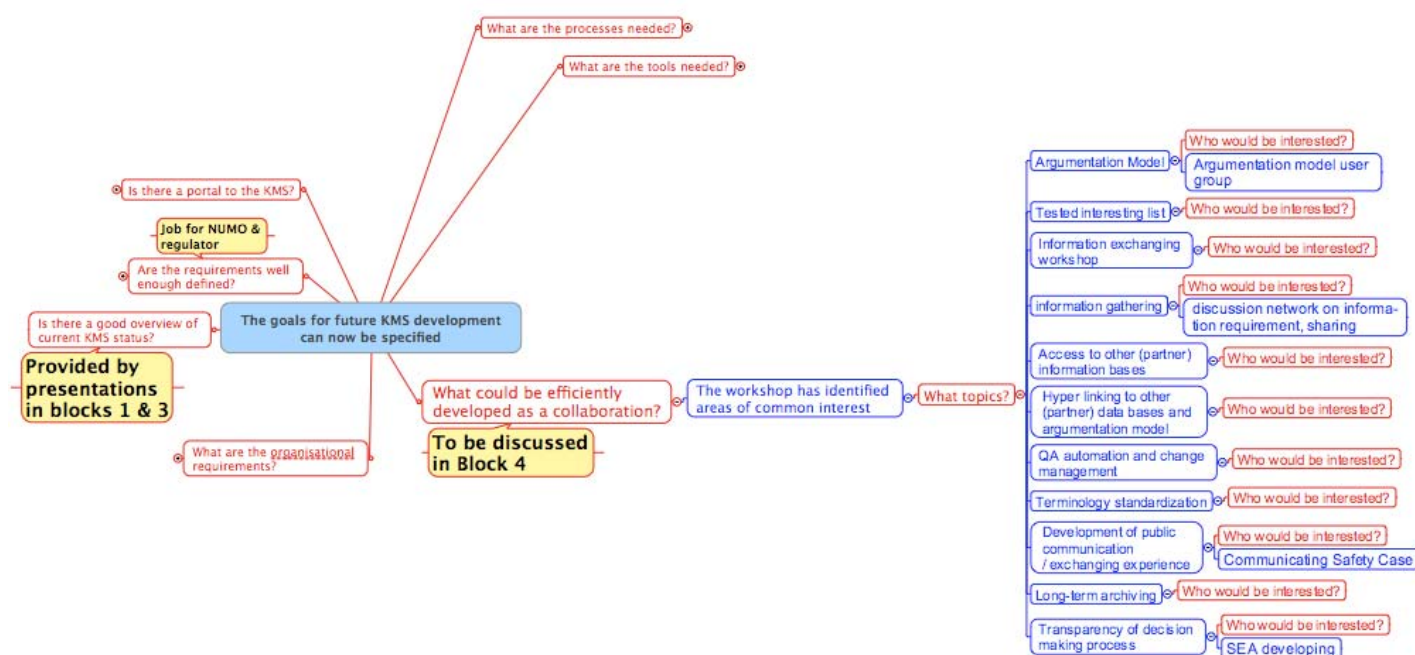 What are the processes needed?
What are the tools needed?
Is there a portal to the KMS?
Job for NUMO &
regulator
Are the requirements well
enough defined?
Is there a good overview of
current KMS status?
Provided by
presentations
in blocks 1 & 3
The goals for future KMS development
can now be specified
What are the organisational
requirements?
What could be efficiently
developed as a collaboration?
To be discussed
in Block 4
The workshop has identified
areas of common interest
What topics?
Argumentation Model
Who would be interested?
Argumentation model user
group
Tested interesting list
Who would be interested?
Information exchanging
workshop
Who would be interested?
information gathering
Who would be interested?
discussion network on informa-
tion requirement, sharing
Access to other (partner)
information bases
Who would be interested?
Hyper linking to other
(partner) data bases and
argumentation model
Who would be interested?
QA automation and change
management
Who would be interested?
Terminology standardization
Who would be interested?
Development of public
communication
/ exchanging experience
Who would be interested?
Communicating Safety Case
Long-term archiving
Who would be interested?
Transparency of decision
making process
Who would be interested?
SEA developing